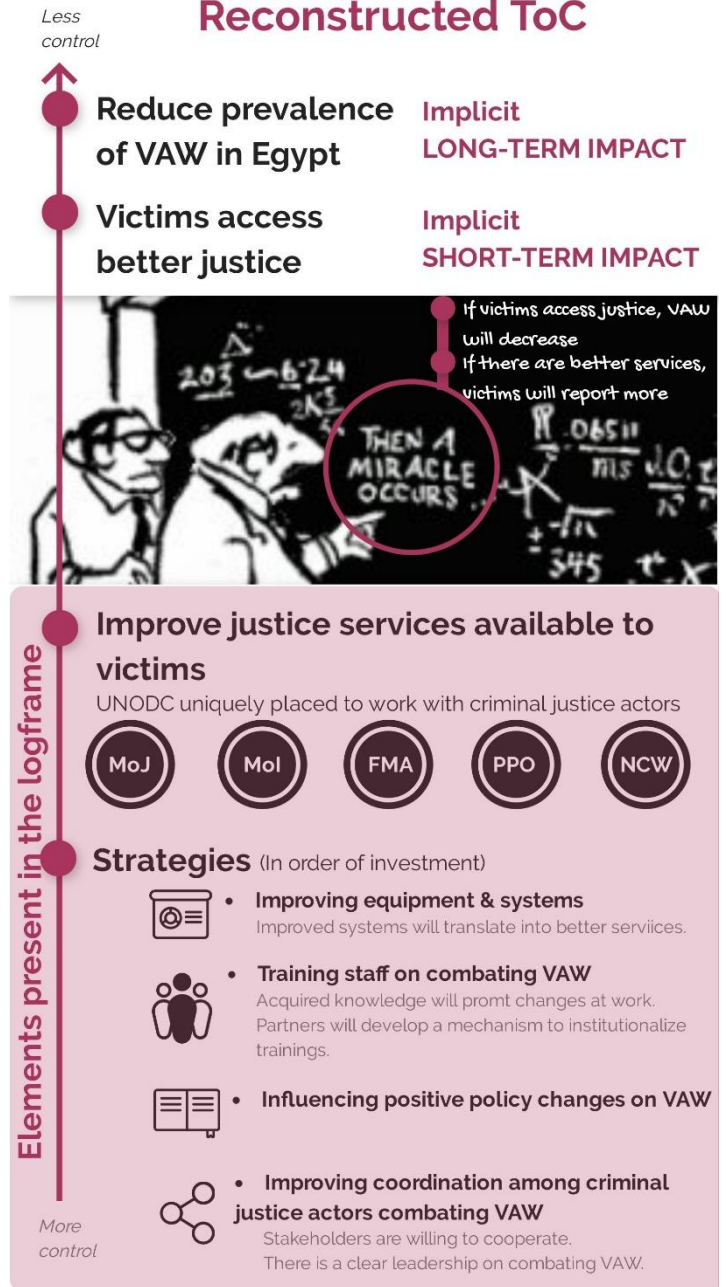 Less
control
Reconstructed ToC
Reduce prevalence
of VAW in Egypt
Implicit
LONG-TERM IMPACT
Victims access
better justice
Implicit
SHORT-TERM IMPACT
If victims access justice, VAW
will decrease
If there are better services,
victims will report more
THEN A
MIRACLE
OCCURS...
345
Elements present in the logframe
Improve justice services available to
victims
UNODC uniquely placed to work with criminal justice actors
MoJ
MoI
FMA
PPO
NCW
Strategies (In order of investment)
• Improving equipment & systems
Improved systems will translate into better serviices.
• Training staff on combating VAW
Acquired knowledge will promt changes at work.
Partners will develop a mechanism to institutionalize
trainings.
• Influencing positive policy changes on VAW
• Improving coordination among criminal
justice actors combating VAW
Stakeholders are willing to cooperate.
There is a clear leadership on combating VAW.
More
control